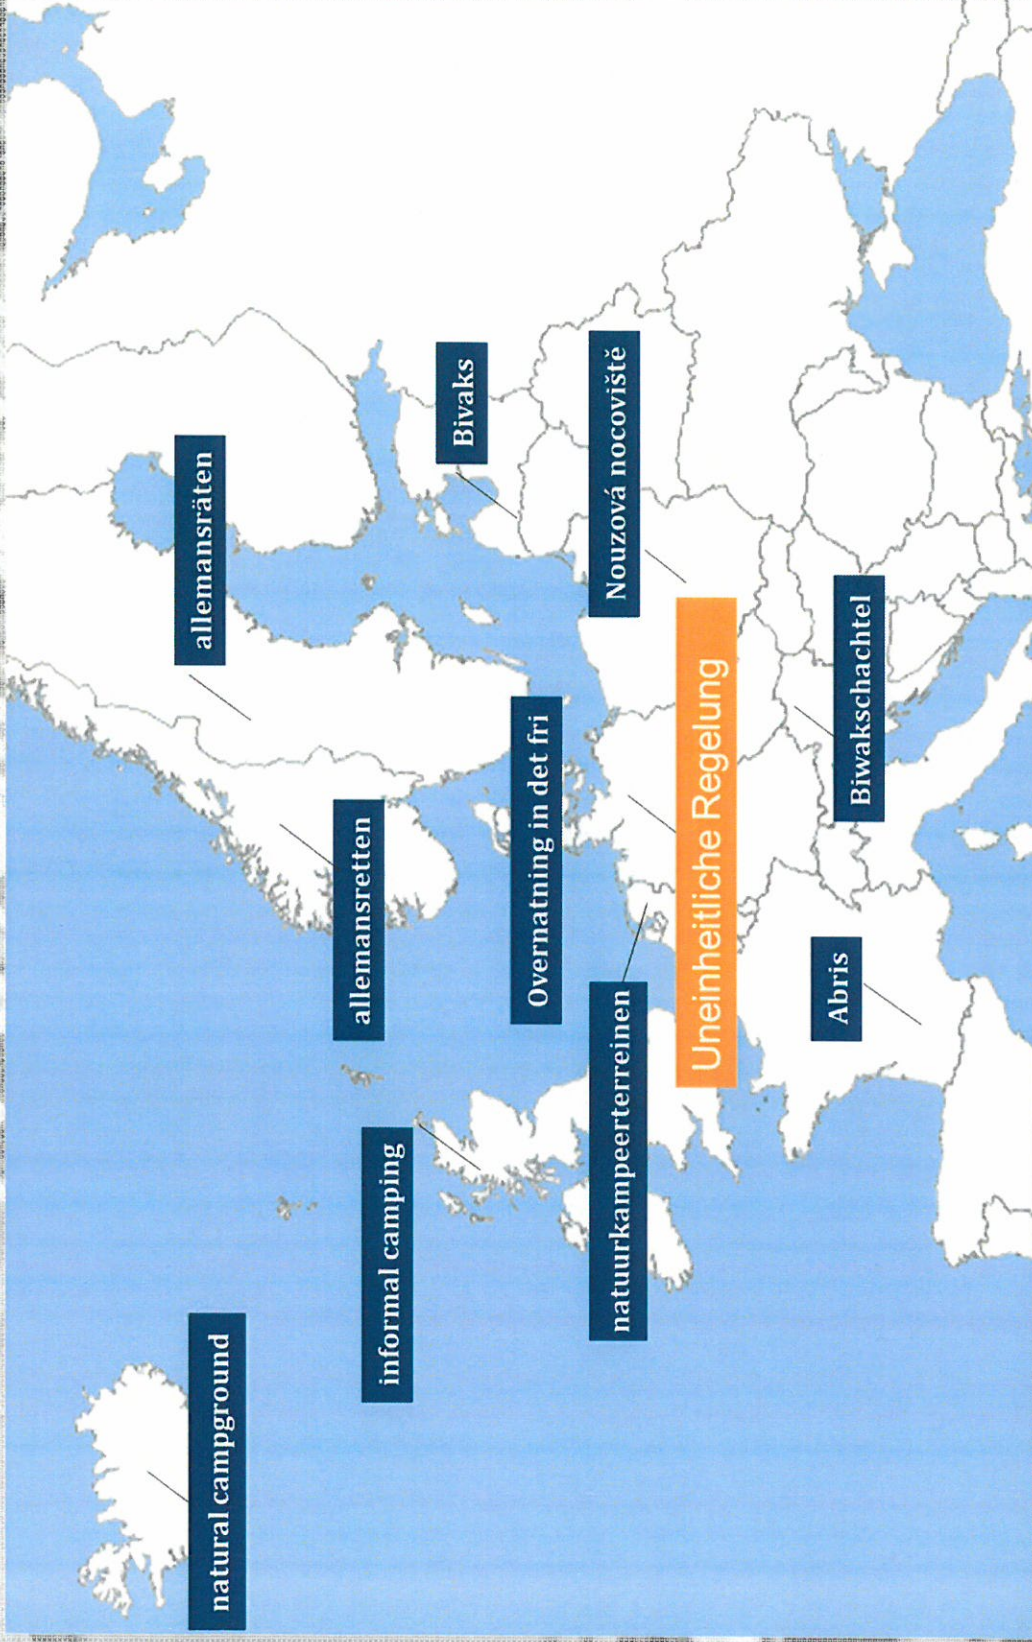 natural campground
allemansräten
allemansretten
informal camping
Bivaks
Overnatning in det fri
Nouzová nocoviště
natuurkampeerterreinen
Uneinheitliche Regelung
Biwakschachtel
Abris